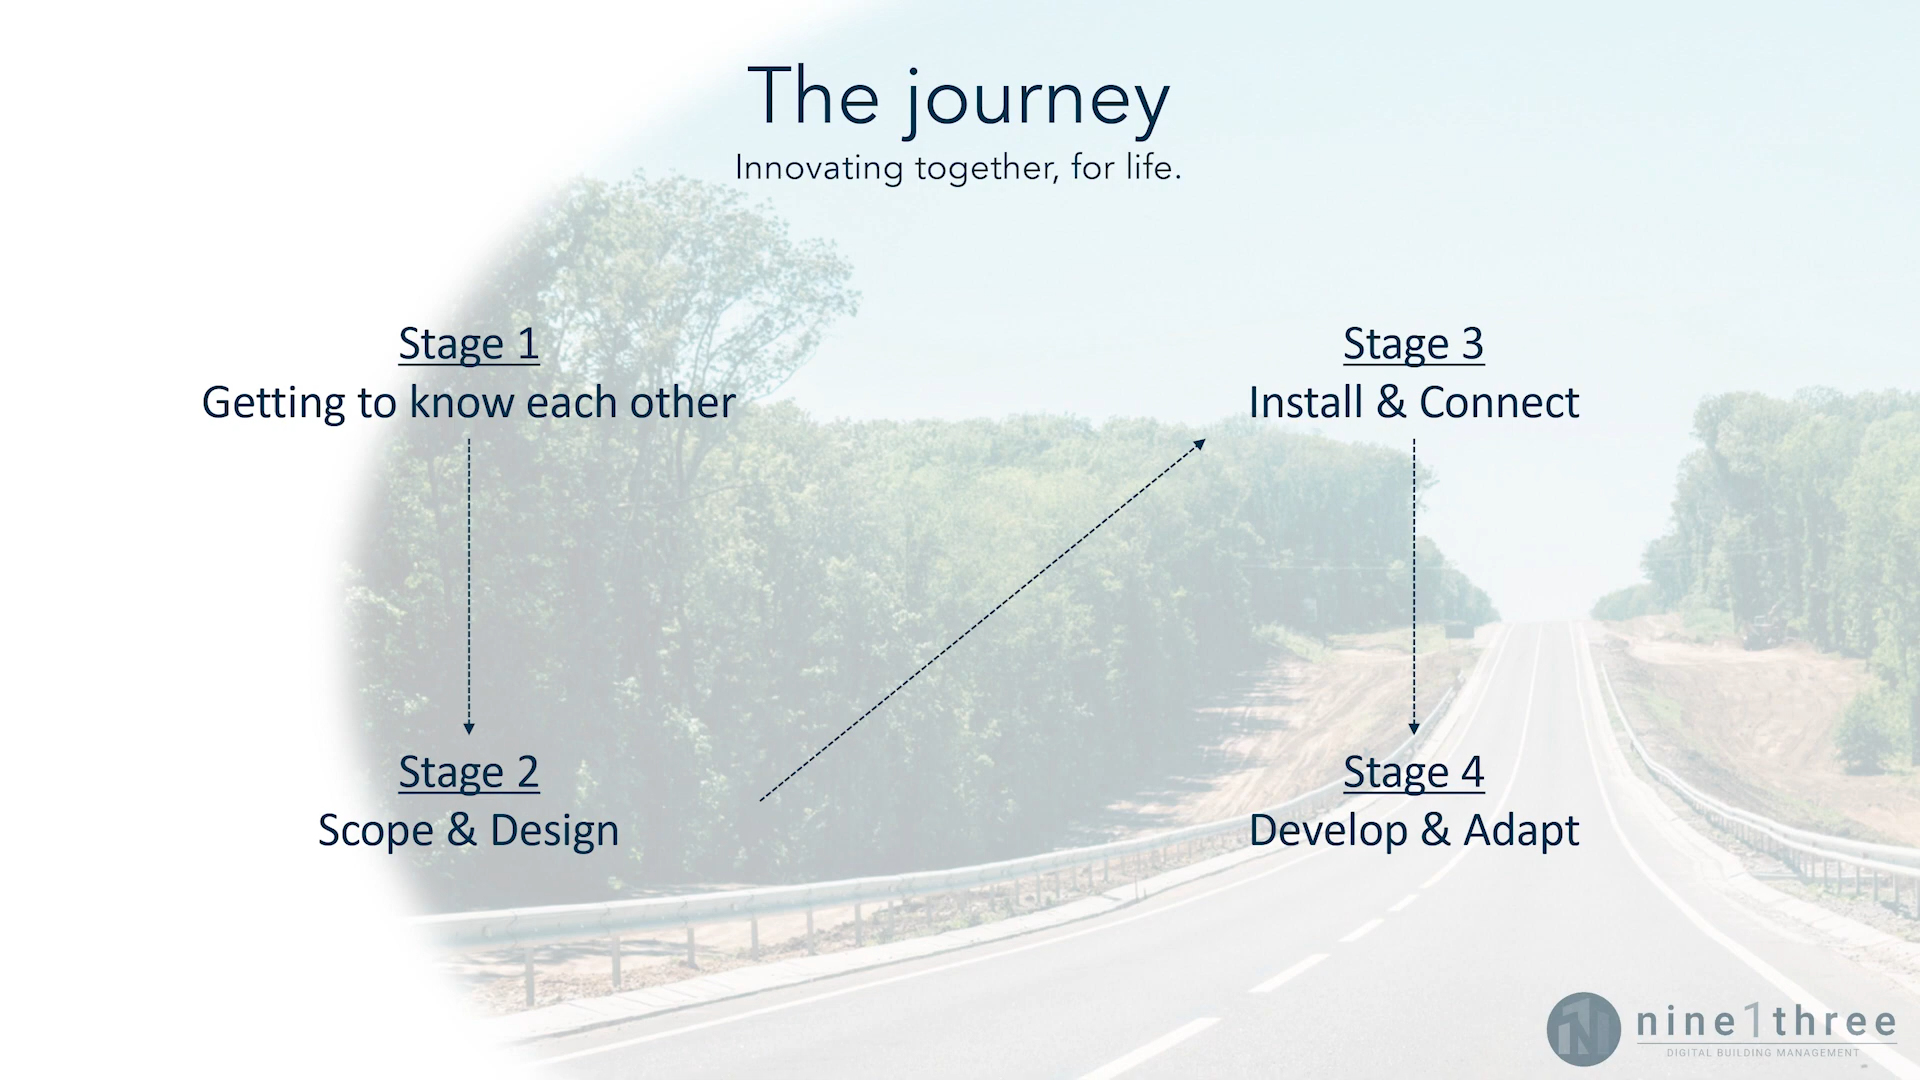 The journey
Innovating together, for life.
Stage 1
Getting to know each other
Stage 2
Scope & Design
Stage 3
Install & Connect
Stage 4
Develop & Adapt
nine1three
DIGITAL BUILDING MANAGEMENT